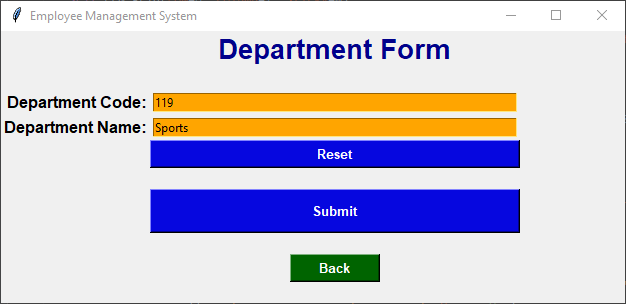 Employee Management System
Department Form
Department Code: 119
Department Name: Sports
Reset
Submit
Back